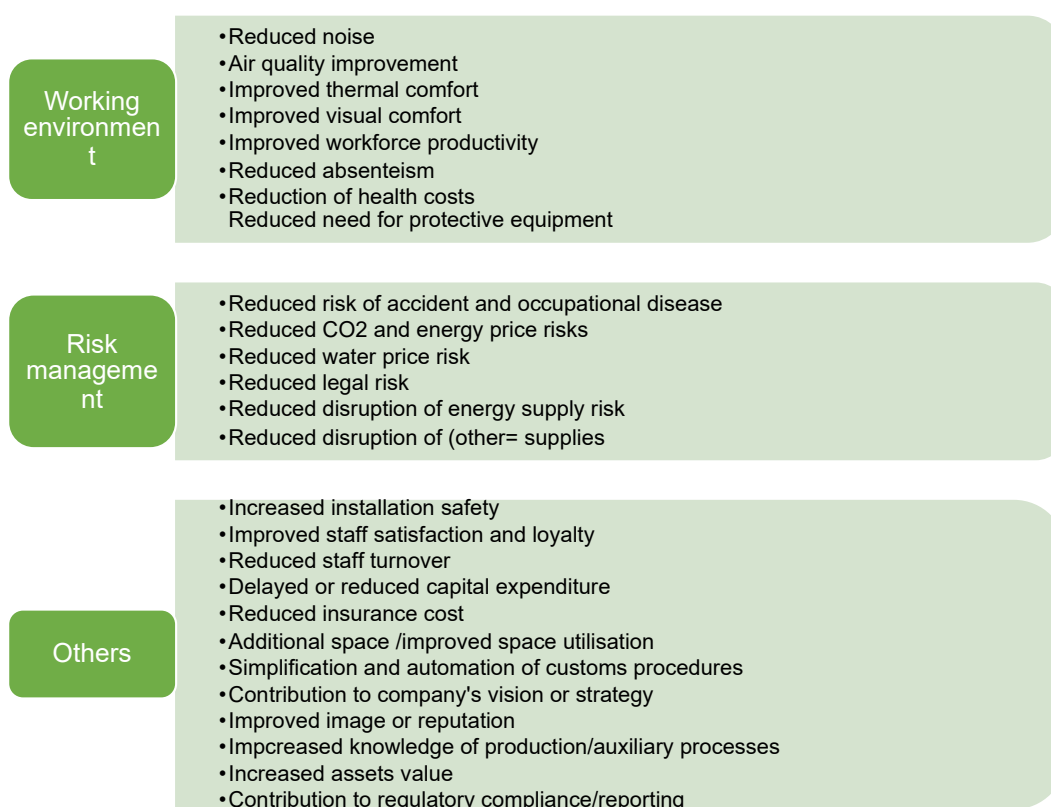 Working
environmen
t
•Reduced noise
•Air quality improvement
•Improved thermal comfort
•Improved visual comfort
•Improved workforce productivity
•Reduced absenteism
•Reduction of health costs
Reduced need for protective equipment
Risk
manageme
nt
•Reduced risk of accident and occupational disease
•Reduced CO2 and energy price risks
•Reduced water price risk
•Reduced legal risk
•Reduced disruption of energy supply risk
•Reduced disruption of (other= supplies
Others
•Increased installation safety
•Improved staff satisfaction and loyalty
•Reduced staff turnover
•Delayed or reduced capital expenditure
•Reduced insurance cost
•Additional space /improved space utilisation
•Simplification and automation of customs procedures
•Contribution to company's vision or strategy
•Improved image or reputation
•Impcreased knowledge of production/auxiliary processes
•Increased assets value
•Contribution to regulatory compliance/reporting